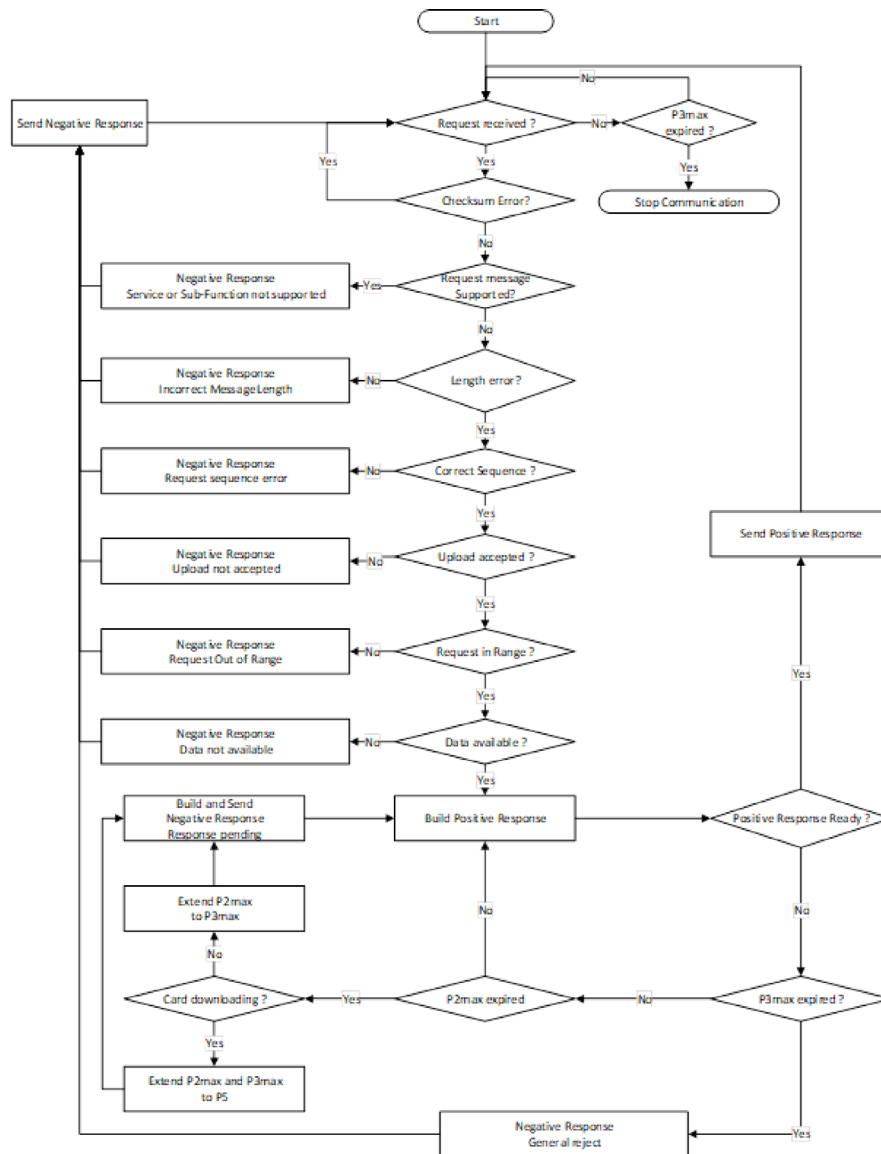 Start
No
Send Negative Response
Request received ?
No
P3max
expired ?
Yes
Yes
Yes
Checksum Error?
Stop Communication
No
Negative Response
Service or Sub-Function not supported
Yes
Request message
Supported?
No
Negative Response
Incorrect Message Length
No
Length error?
Yes
Negative Response
Request sequence error
No
Correct Sequence ?
Yes
Send Positive Response
Negative Response
Upload not accepted
No
Upload accepted ?
Yes
Negative Response
Request Out of Range
No
Request in Range ?
Yes
Yes
Negative Response
Data not available
No
Data available ?
Yes
Build and Send
Negative Response
Response pending
Build Positive Response
Positive Response Ready ?
Extend P2max
to P3max
No
No
No
Card downloading ?
Yes
P2max expired
No
P3max expired ?
Yes
Extend P2max and P3max
to P5
Negative Response
General reject
Yes